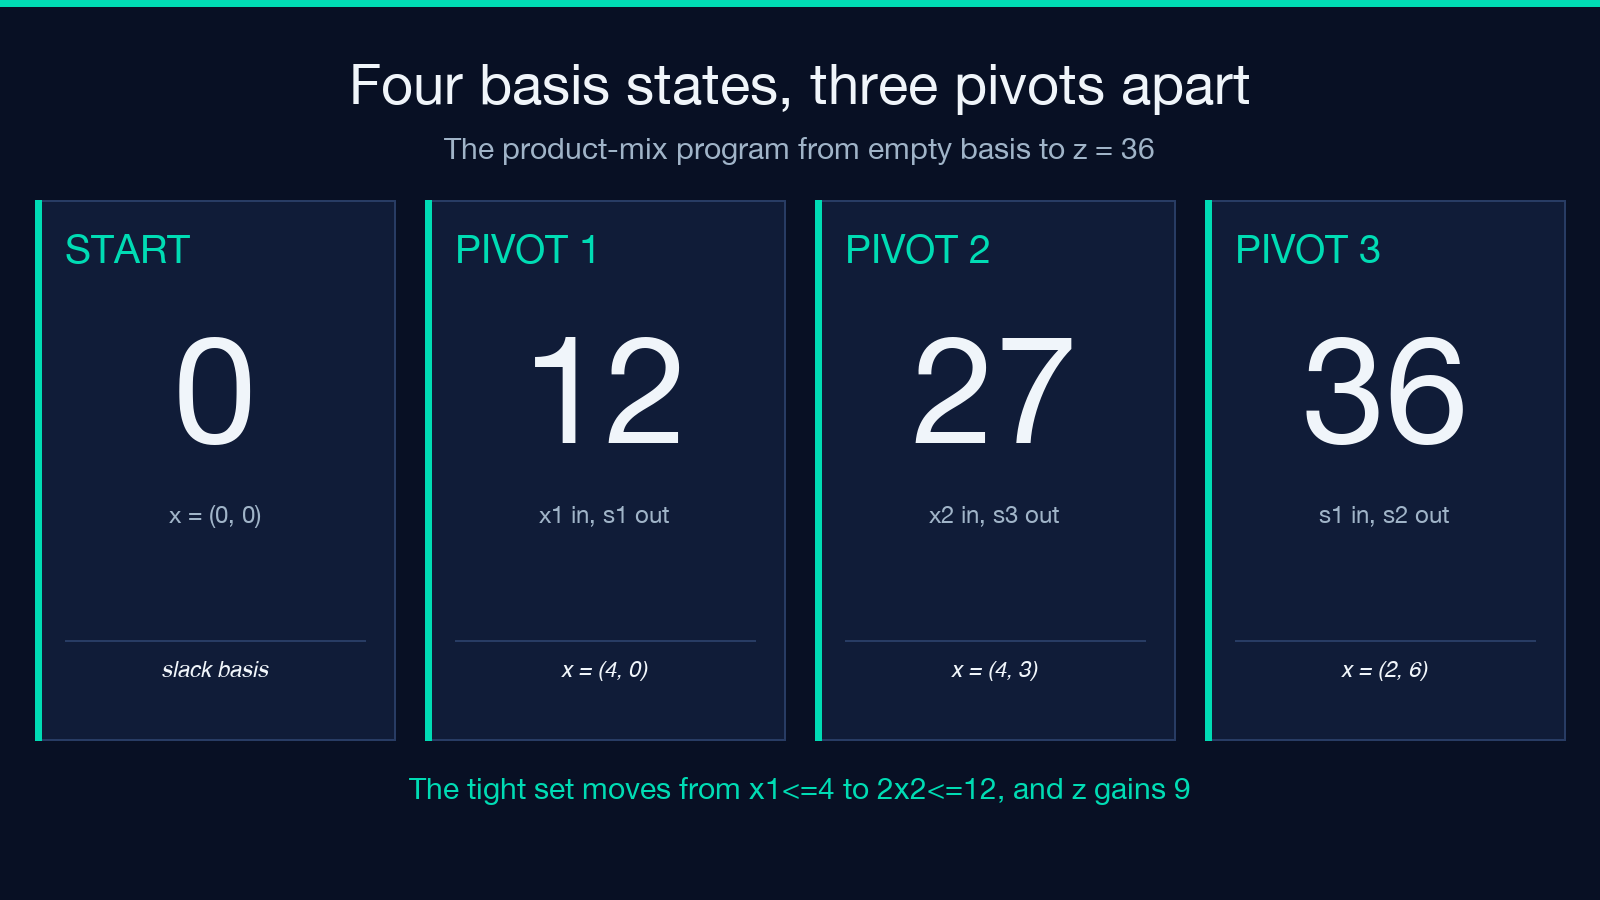 Four basis states, three pivots apart
The product-mix program from empty basis to z = 36
START
0
x = (0, 0)
slack basis
PIVOT 1
12
x1 in, s1 out
x = (4, 0)
PIVOT 2
27
x2 in, s3 out
x = (4, 3)
PIVOT 3
36
s1 in, s2 out
x = (2, 6)
The tight set moves from x1<=4 to 2x2<=12, and z gains 9